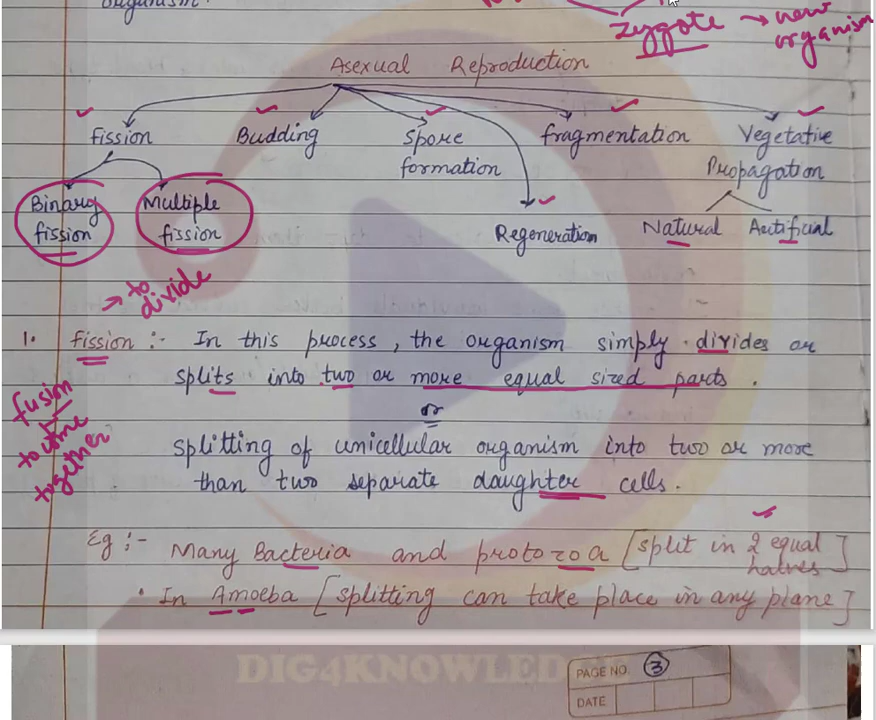 organism
Zygote → new
organism
Asexual Reproduction
fission Budding Spore fragmentation Vegetative
formation Propagation
Binary Multiple
fission fission Regeneration Natural Artificial
→ to
divide
1. fission :- In this process, the organism simply divides or
splits into two or more equal sized parts.
or
splitting of unicellular organism into two or more
than two separate daughter cells.
fusion
to come
together
Eg :- Many Bacteria and protozoa [split in 2 equal
halves]
• In Amoeba [splitting can take place in any plane]
DIG4KNOWLED
PAGE NO. 3
DATE